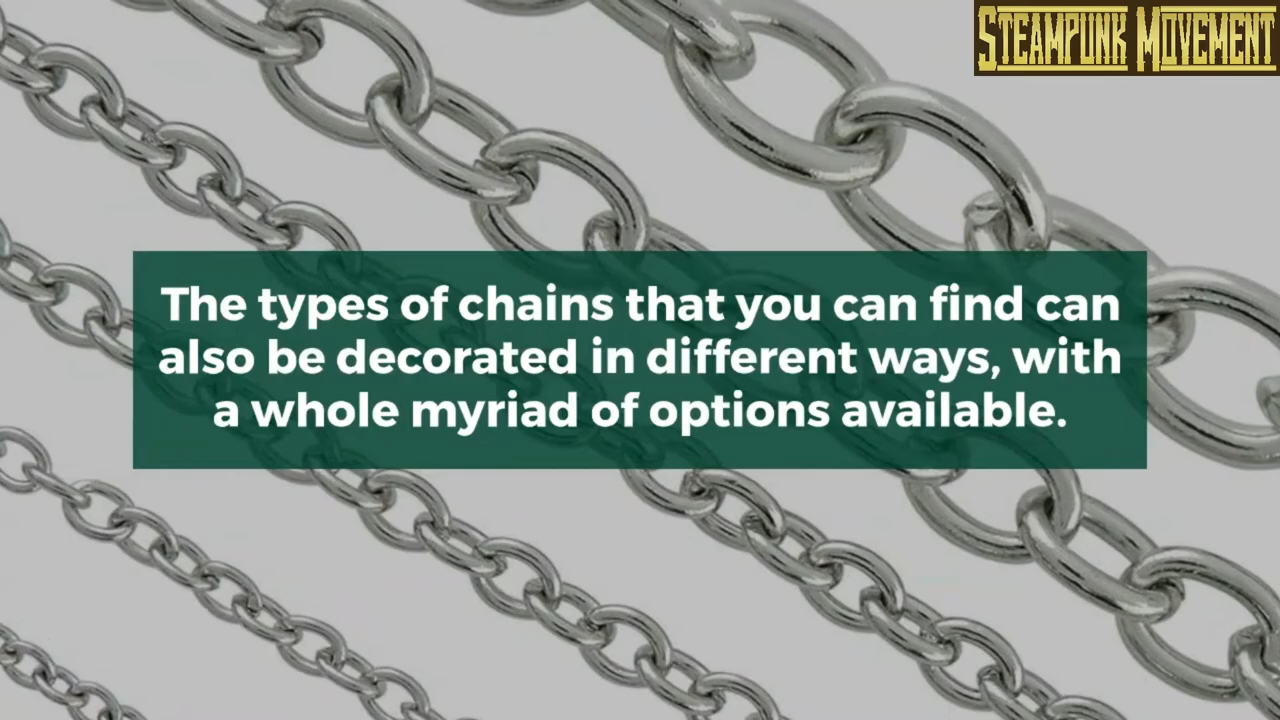 STEAMPUNK MOVEMENT
The types of chains that you can find can
also be decorated in different ways, with
a whole myriad of options available.